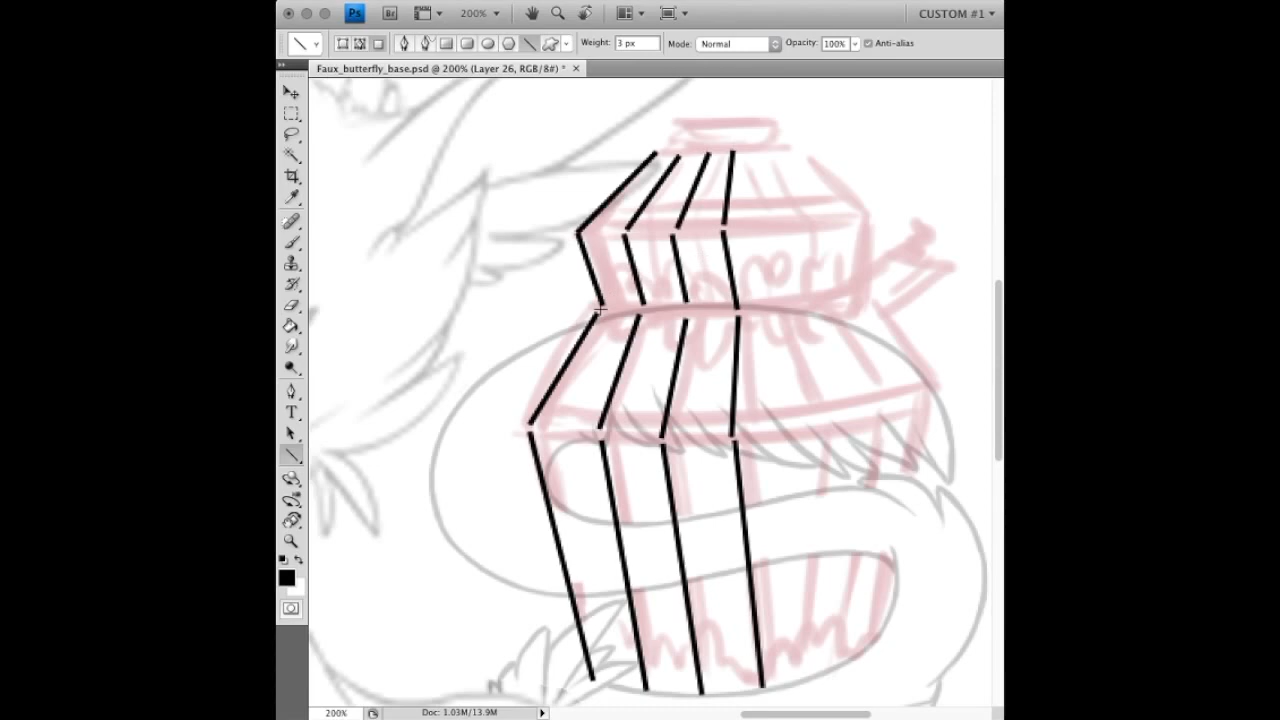 Ps Br 200% CUSTOM #1
Weight: 3 px Mode: Normal Opacity: 100% Anti-alias
Faux_butterfly_base.psd @ 200% (Layer 26, RGB/8#) *
T
200% Doc: 1.03M/13.9M